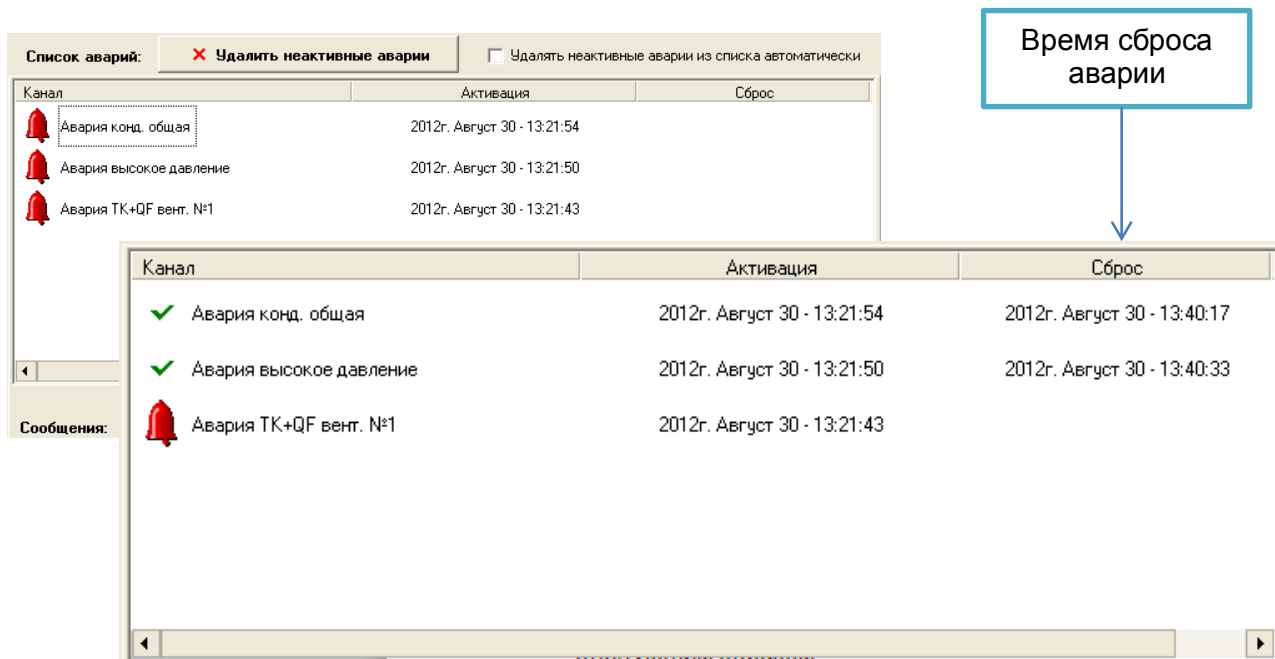 Время сброса
аварии
Список аварий: Удалить неактивные аварии Удалять неактивные аварии из списка автоматически
Канал Активация Сброс
Авария конд. общая 2012г. Август 30 - 13:21:54
Авария высокое давление 2012г. Август 30 - 13:21:50
Авария ТК+QF вент. №1 2012г. Август 30 - 13:21:43
Канал Активация Сброс
Авария конд. общая 2012г. Август 30 - 13:21:54 2012г. Август 30 - 13:40:17
Авария высокое давление 2012г. Август 30 - 13:21:50 2012г. Август 30 - 13:40:33
Авария ТК+QF вент. №1 2012г. Август 30 - 13:21:43
Сообщения: